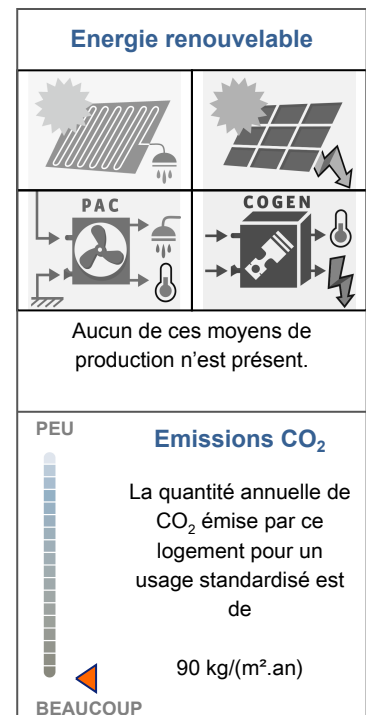 Energie renouvelable
PAC
COGEN
Aucun de ces moyens de
production n'est présent.
PEU
Emissions CO₂
La quantité annuelle de
CO₂ émise par ce
logement pour un
usage standardisé est
de
90 kg/(m².an)
BEAUCOUP